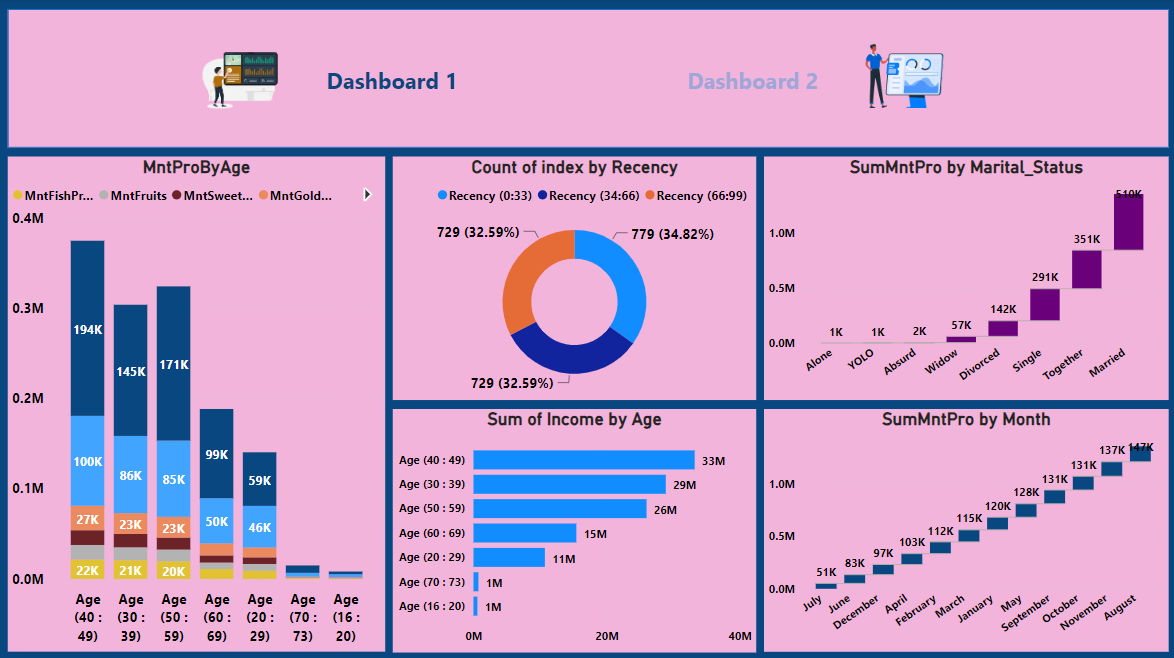 Dashboard 1
Dashboard 2
MntProByAge
MntFishPr... MntFruits MntSweet... MntGold...
0.4M
0.3M
0.2M
0.1M
0.0M
194K
100K
27K
22K
145K
86K
23K
21K
171K
85K
23K
20K
99K
50K
59K
46K
Age (40 : 49)
Age (30 : 39)
Age (50 : 59)
Age (60 : 69)
Age (20 : 29)
Age (70 : 73)
Age (16 : 20)
Count of index by Recency
Recency (0:33) Recency (34:66) Recency (66:99)
729 (32.59%)
779 (34.82%)
729 (32.59%)
Sum of Income by Age
Age (40 : 49) 33M
Age (30 : 39) 29M
Age (50 : 59) 26M
Age (60 : 69) 15M
Age (20 : 29) 11M
Age (70 : 73) 1M
Age (16 : 20) 1M
0M 20M 40M
SumMntPro by Marital_Status
1.0M
0.5M
0.0M
1K
1K
2K
57K
142K
291K
351K
510K
Alone
YOLO
Absurd
Widow
Divorced
Single
Together
Married
SumMntPro by Month
1.0M
0.5M
0.0M
51K
83K
97K
103K
112K
115K
120K
128K
131K
131K
137K
147K
July
June
December
April
February
March
January
May
September
October
November
August